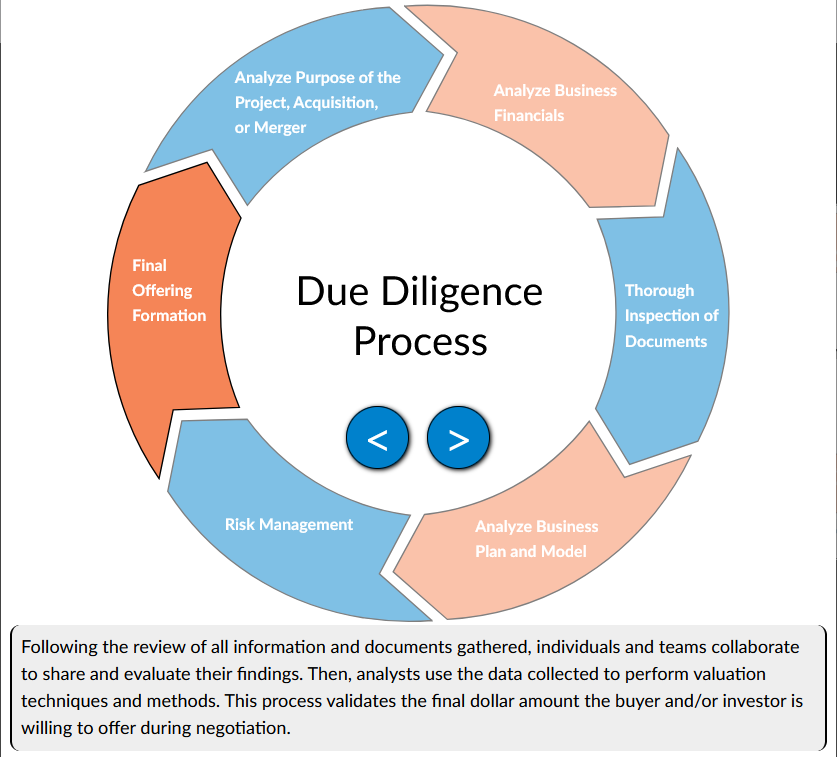 Analyze Purpose of the
Project, Acquisition,
or Merger
Analyze Business
Financials
Thorough
Inspection of
Documents
Analyze Business
Plan and Model
Risk Management
Final
Offering
Formation
Due Diligence
Process
< >
Following the review of all information and documents gathered, individuals and teams collaborate
to share and evaluate their findings. Then, analysts use the data collected to perform valuation
techniques and methods. This process validates the final dollar amount the buyer and/or investor is
willing to offer during negotiation.